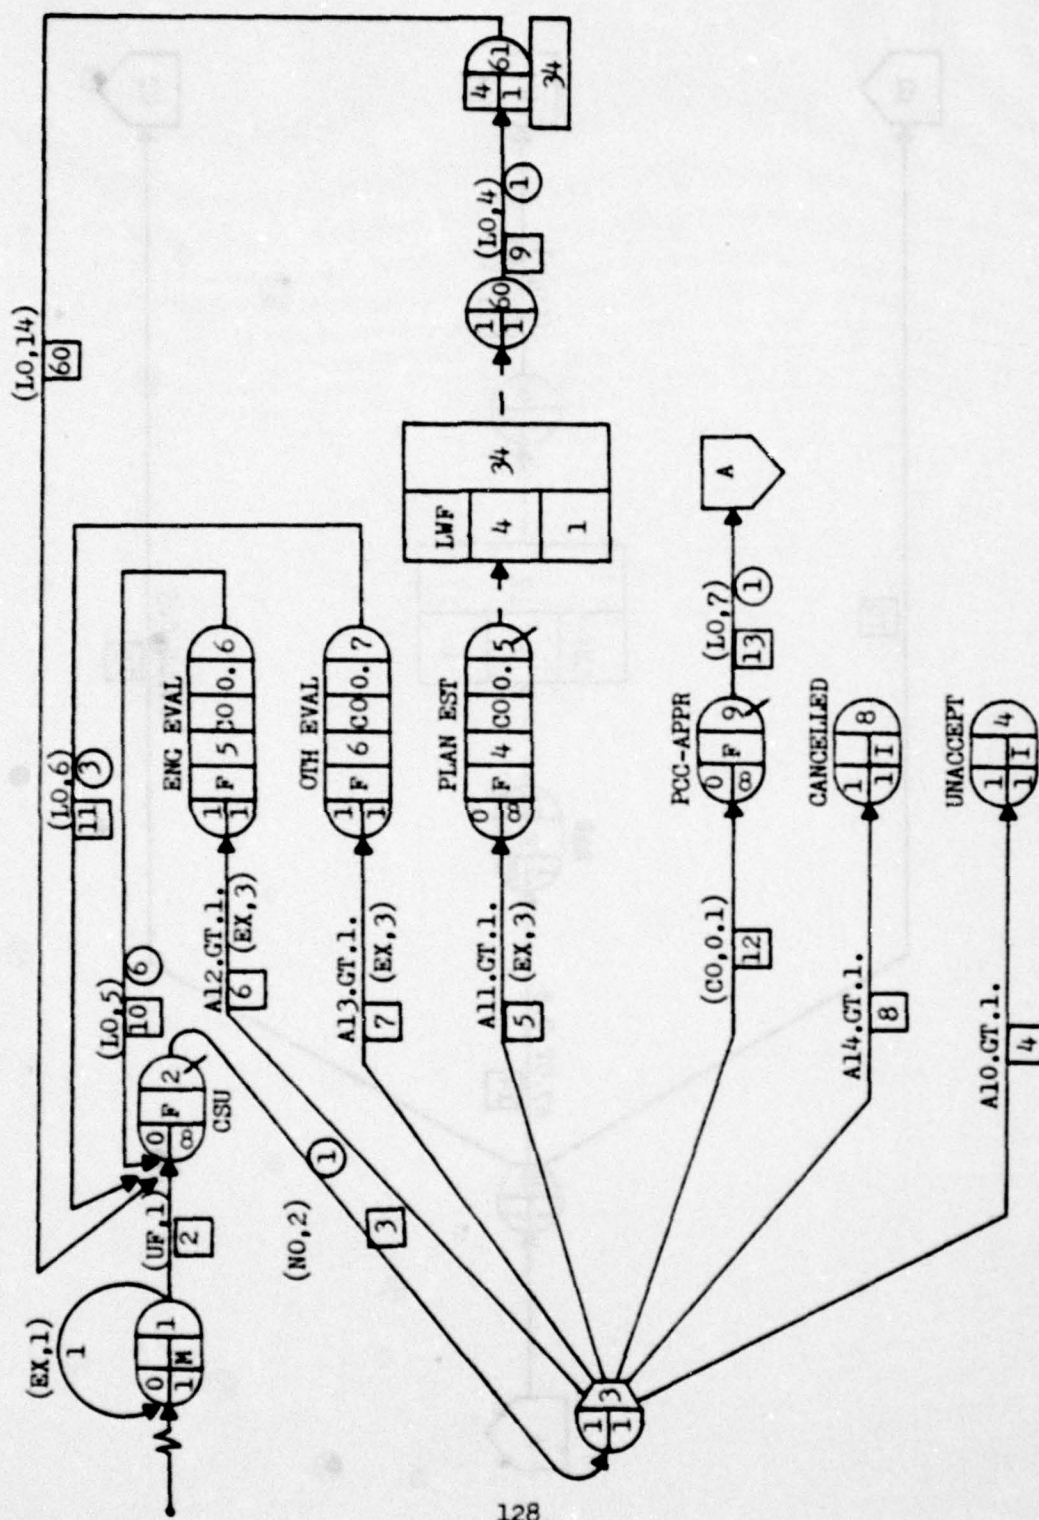 (EX,1)
1
0
1
M
1
(UF,1)
2
0
∞
F
2
CSU
(LO,5)
10
6
(LO,6)
11
3
(LO,14)
60
(NO,2)
1
3
1
1
3
A12.GT.1.
6
(EX,3)
ENG EVAL
1
1
F
5
CO
0.
6
A13.GT.1.
7
(EX,3)
OTH EVAL
1
1
F
6
CO
0.
7
A11.GT.1.
5
(EX,3)
PLAN EST
0
∞
F
4
CO
0.
5
LWF
4
1
34
1
1
60
(LO,4)
9
1
4
1
61
34
(CO,0.1)
12
PCC-APPR
0
∞
F
9
(LO,7)
13
1
A
A14.GT.1.
8
CANCELLED
1
1
I
8
A10.GT.1.
4
UNACCEPT
1
1
I
4
128